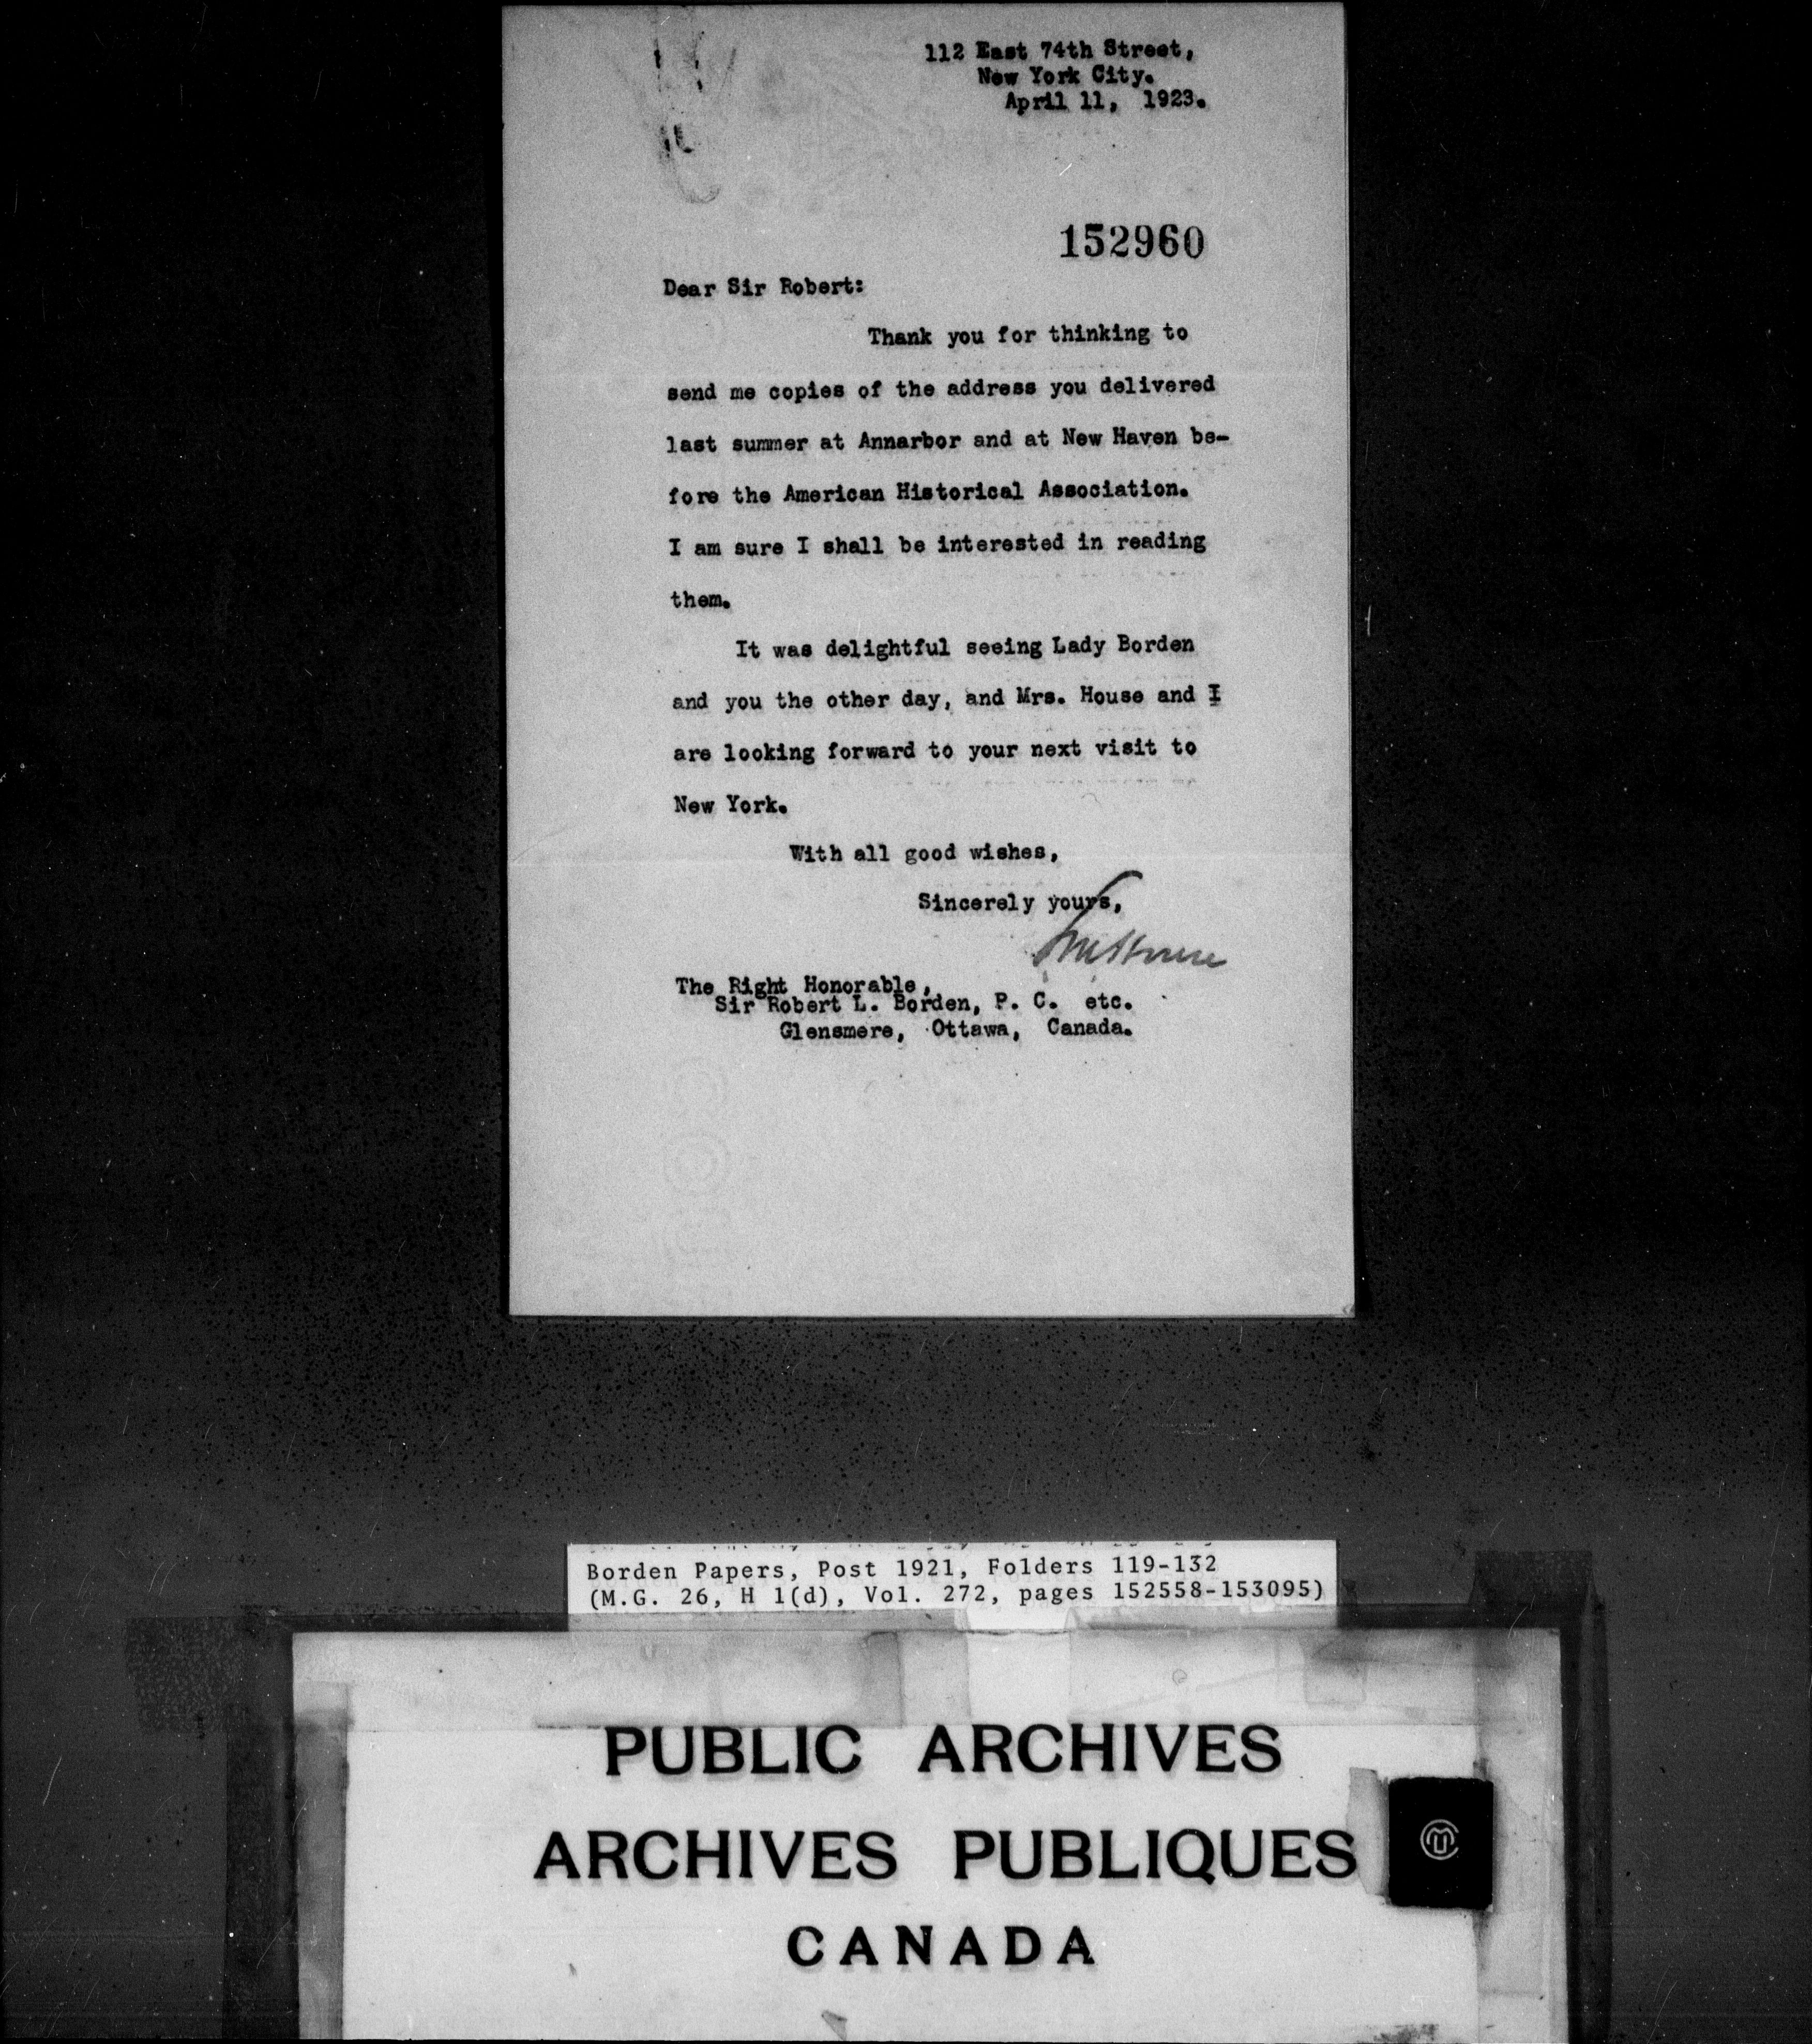 112 East 74th Street,
New York City.
April 11, 1923.
152960
Dear Sir Robert:
Thank you for thinking to
send me copies of the address you delivered
last summer at Annarbor and at New Haven be-
fore the American Historical Association.
I am sure I shall be interested in reading
them.
It was delightful seeing Lady Borden
and you the other day, and Mrs. House and I
are looking forward to your next visit to
New York.
With all good wishes,
Sincerely yours,
The Right Honorable,
Sir Robert L. Borden, P. C. etc.
Glensmere, Ottawa, Canada.
Borden Papers, Post 1921, Folders 119-132
(M.G. 26, H 1(d), Vol. 272, pages 152558-153095)
PUBLIC ARCHIVES
ARCHIVES PUBLIQUES
CANADA